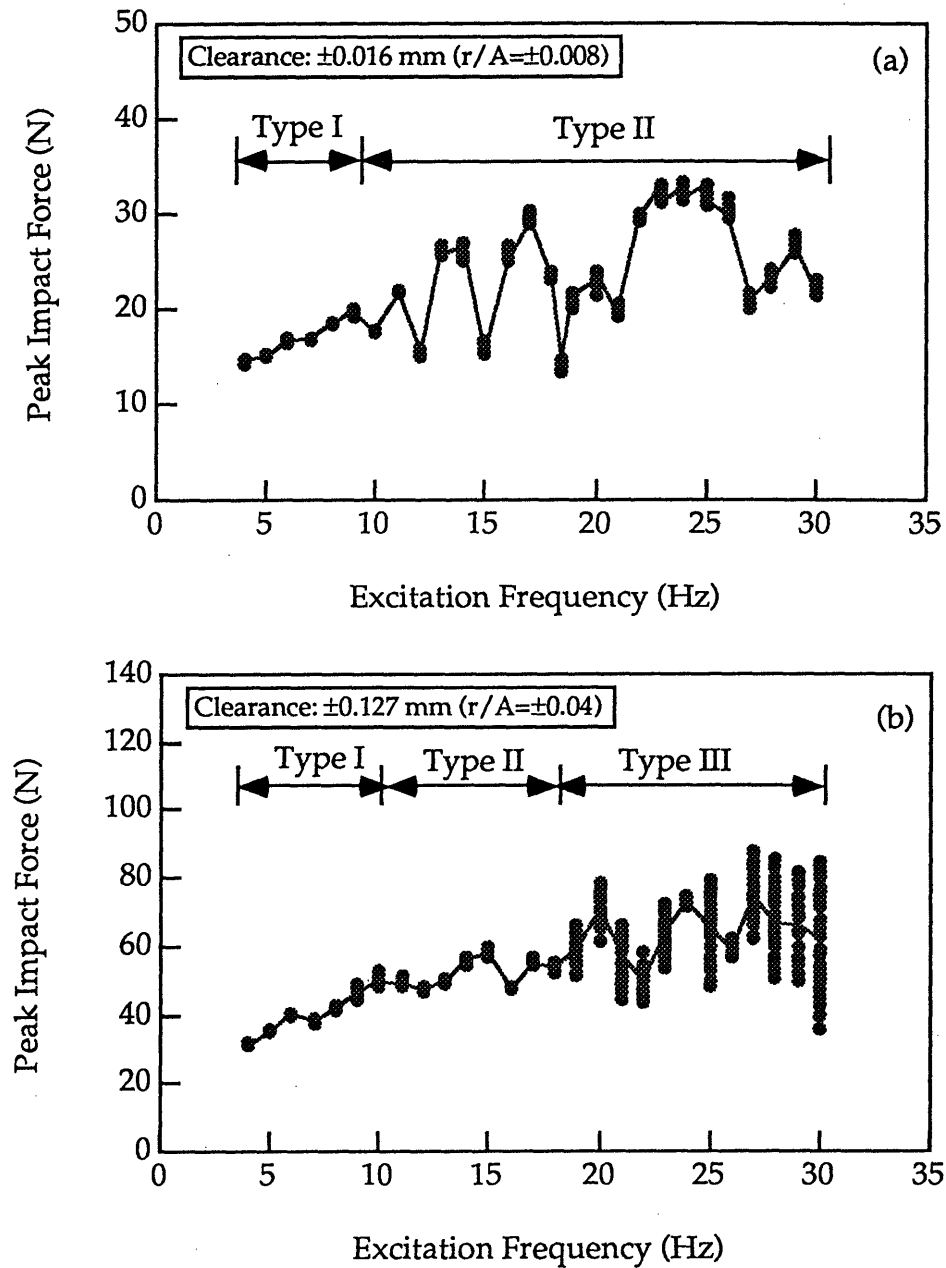 50
Clearance: ±0.016 mm (r/A=±0.008)
(a)
40
Type I
Type II
30
20
10
0
Peak Impact Force (N)
0 5 10 15 20 25 30 35
Excitation Frequency (Hz)
140
Clearance: ±0.127 mm (r/A=±0.04)
(b)
120
Type I
Type II
Type III
100
80
60
40
20
0
Peak Impact Force (N)
0 5 10 15 20 25 30 35
Excitation Frequency (Hz)